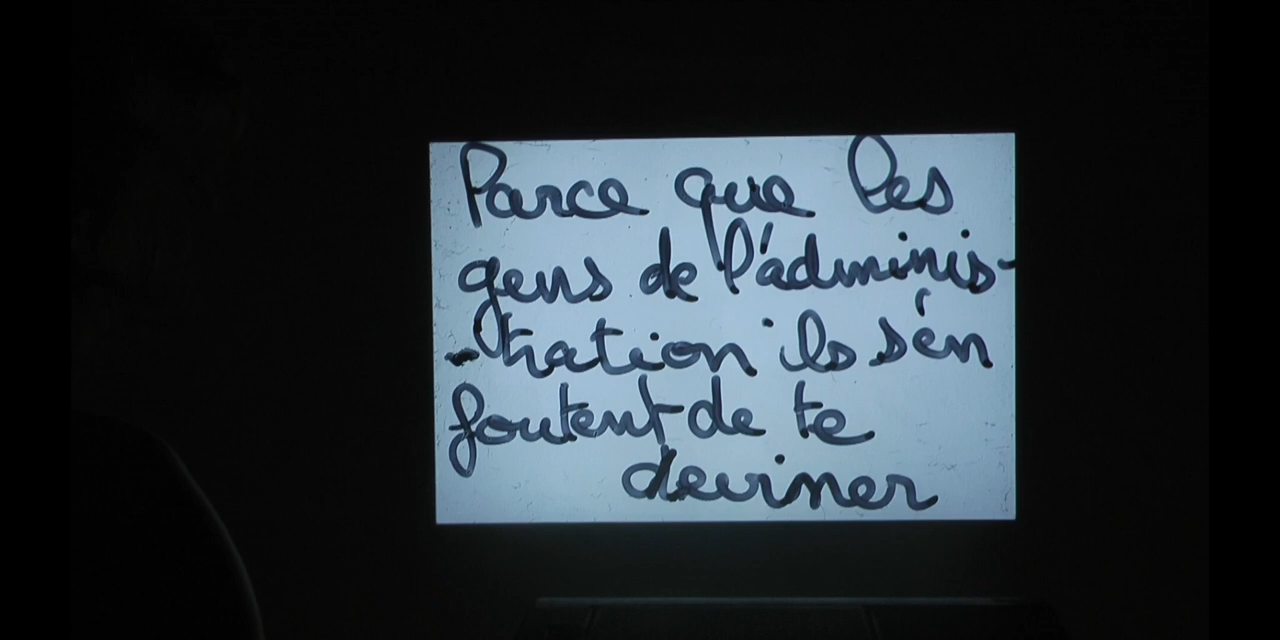 Parce que les
gens de l'adminis-
-tration ils s'en
foutent de te
deviner